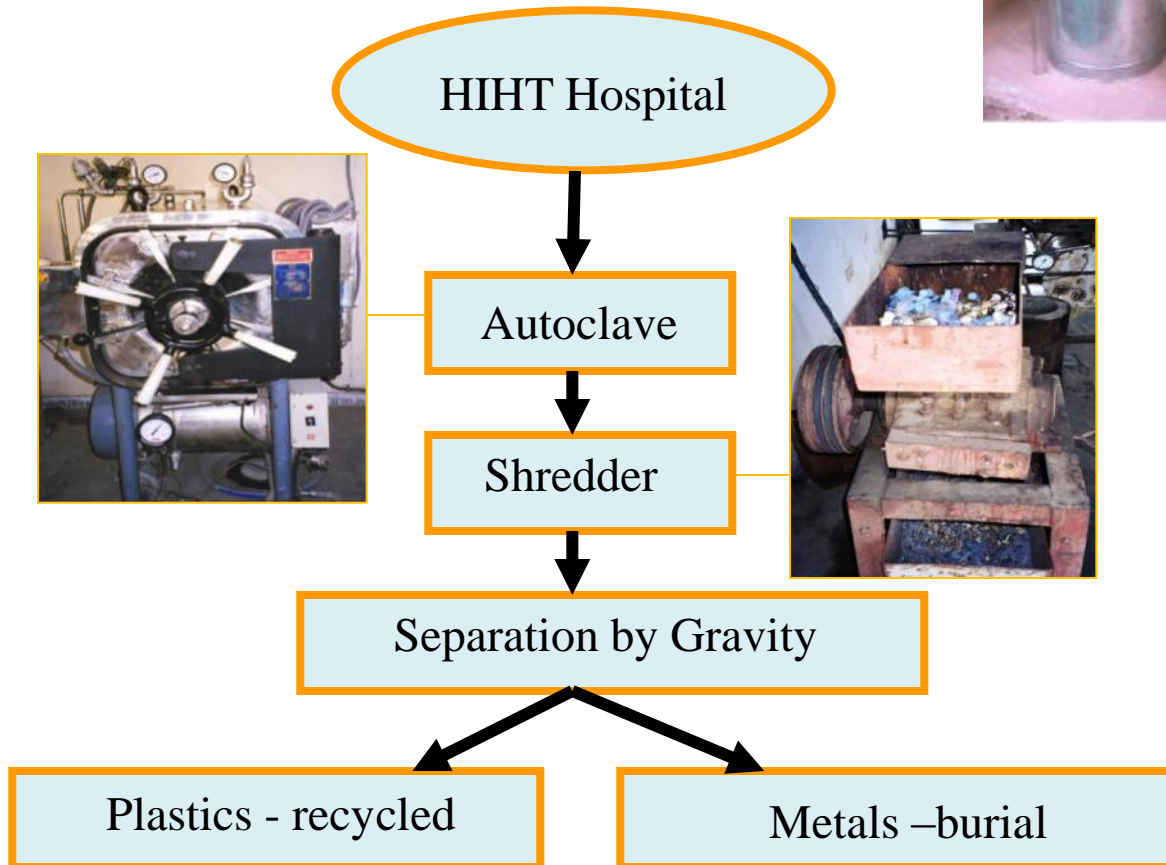 HIHT Hospital
Autoclave
Shredder
Separation by Gravity
Plastics - recycled
Metals –burial